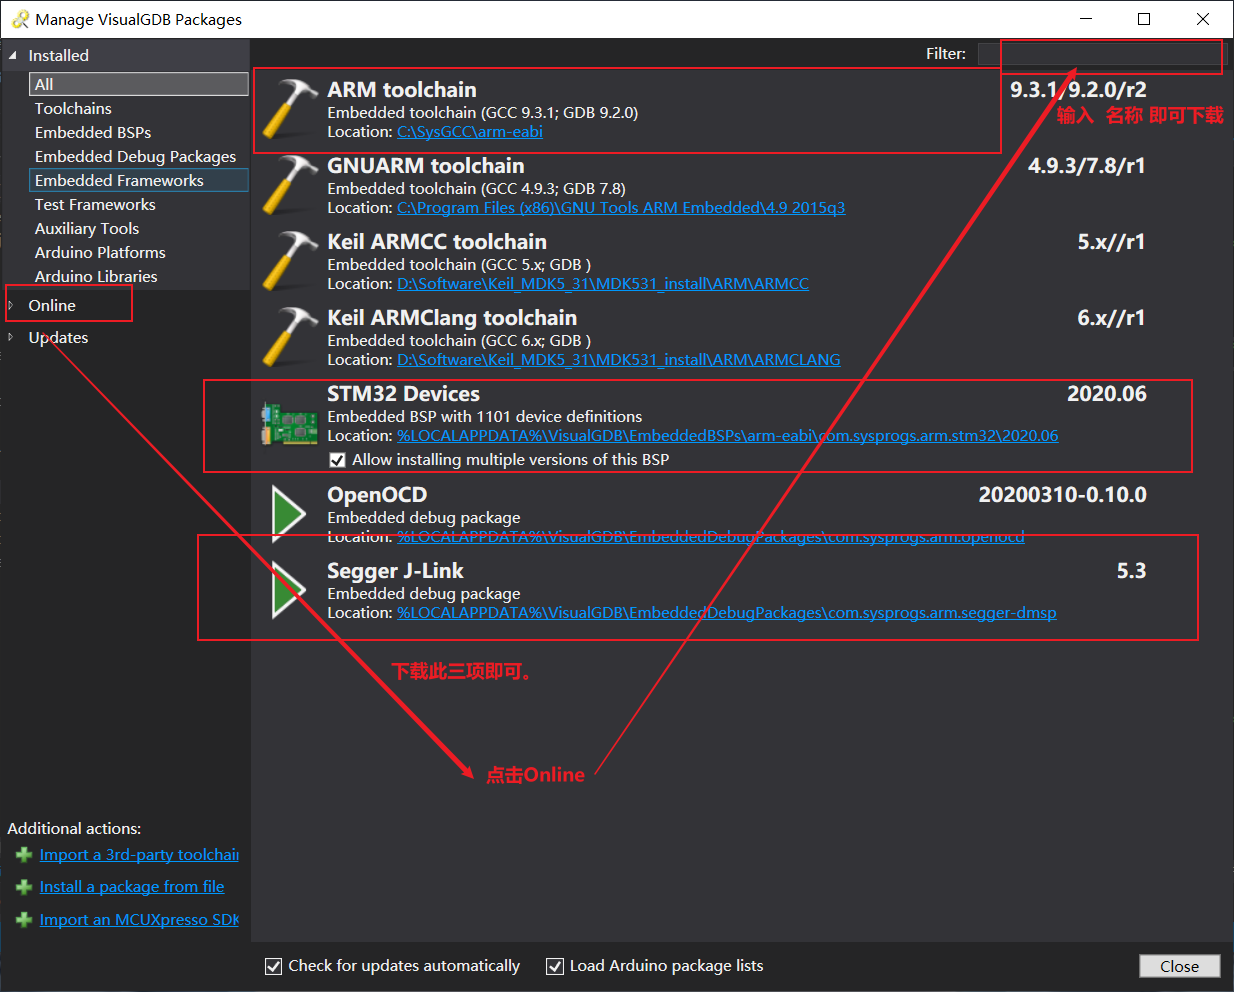 Manage VisualGDB Packages
Installed
All
Toolchains
Embedded BSPs
Embedded Debug Packages
Embedded Frameworks
Test Frameworks
Auxiliary Tools
Arduino Platforms
Arduino Libraries
Online
Updates
Filter:
ARM toolchain 9.3.1/9.2.0/r2
Embedded toolchain (GCC 9.3.1; GDB 9.2.0)
Location: C:\SysGCC\arm-eabi
输入 名称 即可下载
GNUARM toolchain 4.9.3/7.8/r1
Embedded toolchain (GCC 4.9.3; GDB 7.8)
Location: C:\Program Files (x86)\GNU Tools ARM Embedded\4.9 2015q3
Keil ARMCC toolchain 5.x//r1
Embedded toolchain (GCC 5.x; GDB )
Location: D:\Software\Keil_MDK5_31\MDK531_install\ARM\ARMCC
Keil ARMClang toolchain 6.x//r1
Embedded toolchain (GCC 6.x; GDB )
Location: D:\Software\Keil_MDK5_31\MDK531_install\ARM\ARMCLANG
STM32 Devices 2020.06
Embedded BSP with 1101 device definitions
Location: %LOCALAPPDATA%\VisualGDB\EmbeddedBSPs\arm-eabi\com.sysprogs.arm.stm32\2020.06
Allow installing multiple versions of this BSP
OpenOCD 20200310-0.10.0
Embedded debug package
Location: %LOCALAPPDATA%\VisualGDB\EmbeddedDebugPackages\com.sysprogs.arm.openocd
Segger J-Link 5.3
Embedded debug package
Location: %LOCALAPPDATA%\VisualGDB\EmbeddedDebugPackages\com.sysprogs.arm.segger-dmsp
下载此三项即可。
点击Online
Additional actions:
Import a 3rd-party toolchain
Install a package from file
Import an MCUXpresso SDK
Check for updates automatically
Load Arduino package lists
Close